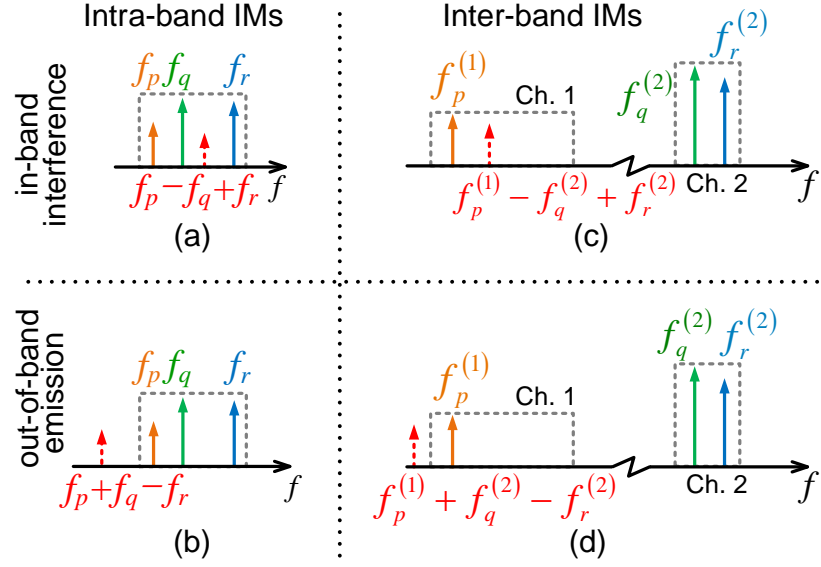 Intra-band IMs
Inter-band IMs
in-band
interference
f_p f_q f_r
f_p − f_q + f_r
f
(a)
f_p^(1)
Ch. 1
f_q^(2)
f_r^(2)
f_p^(1) − f_q^(2) + f_r^(2)
Ch. 2
f
(c)
out-of-band
emission
f_p f_q f_r
f_p + f_q − f_r
f
(b)
f_p^(1)
Ch. 1
f_q^(2) f_r^(2)
f_p^(1) + f_q^(2) − f_r^(2)
Ch. 2
f
(d)